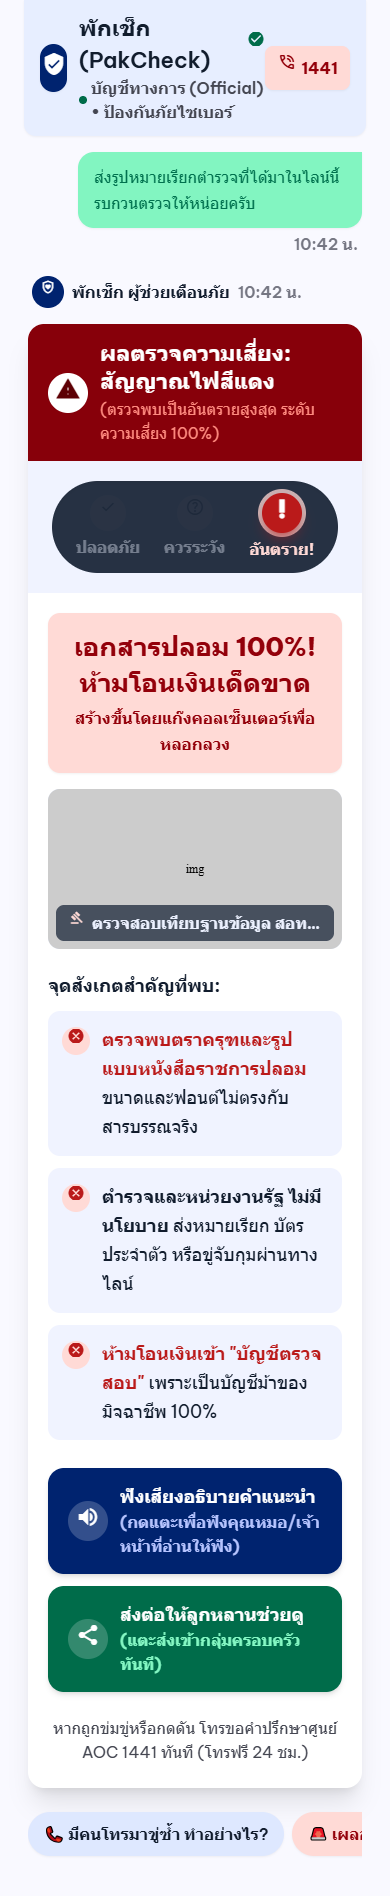 พักเช็ก
(PakCheck)
บัญชีทางการ (Official)
• ป้องกันภัยไซเบอร์
1441
ส่งรูปหมายเรียกตำรวจที่ได้มาในไลน์นี้
รบกวนตรวจให้หน่อยครับ
10:42 น.
พักเช็ก ผู้ช่วยเตือนภัย 10:42 น.
ผลตรวจความเสี่ยง:
สัญญาณไฟสีแดง
(ตรวจพบเป็นอันตรายสูงสุด ระดับ
ความเสี่ยง 100%)
ปลอดภัย ควรระวัง อันตราย!
เอกสารปลอม 100%!
ห้ามโอนเงินเด็ดขาด
สร้างขึ้นโดยแก๊งคอลเซ็นเตอร์เพื่อ
หลอกลวง
img
ตรวจสอบเทียบฐานข้อมูล สอท...
จุดสังเกตสำคัญที่พบ:
ตรวจพบตราครุฑและรูป
แบบหนังสือราชการปลอม
ขนาดและฟอนต์ไม่ตรงกับ
สารบรรณจริง
ตำรวจและหน่วยงานรัฐ ไม่มี
นโยบาย ส่งหมายเรียก บัตร
ประจำตัว หรือขู่จับกุมผ่านทาง
ไลน์
ห้ามโอนเงินเข้า "บัญชีตรวจ
สอบ" เพราะเป็นบัญชีม้าของ
มิจฉาชีพ 100%
ฟังเสียงอธิบายคำแนะนำ
(กดแตะเพื่อฟังคุณหมอ/เจ้า
หน้าที่อ่านให้ฟัง)
ส่งต่อให้ลูกหลานช่วยดู
(แตะส่งเข้ากลุ่มครอบครัว
ทันที)
หากถูกข่มขู่หรือกดดัน โทรขอคำปรึกษาศูนย์
AOC 1441 ทันที (โทรฟรี 24 ชม.)
มีคนโทรมาขู่ซ้ำ ทำอย่างไร?